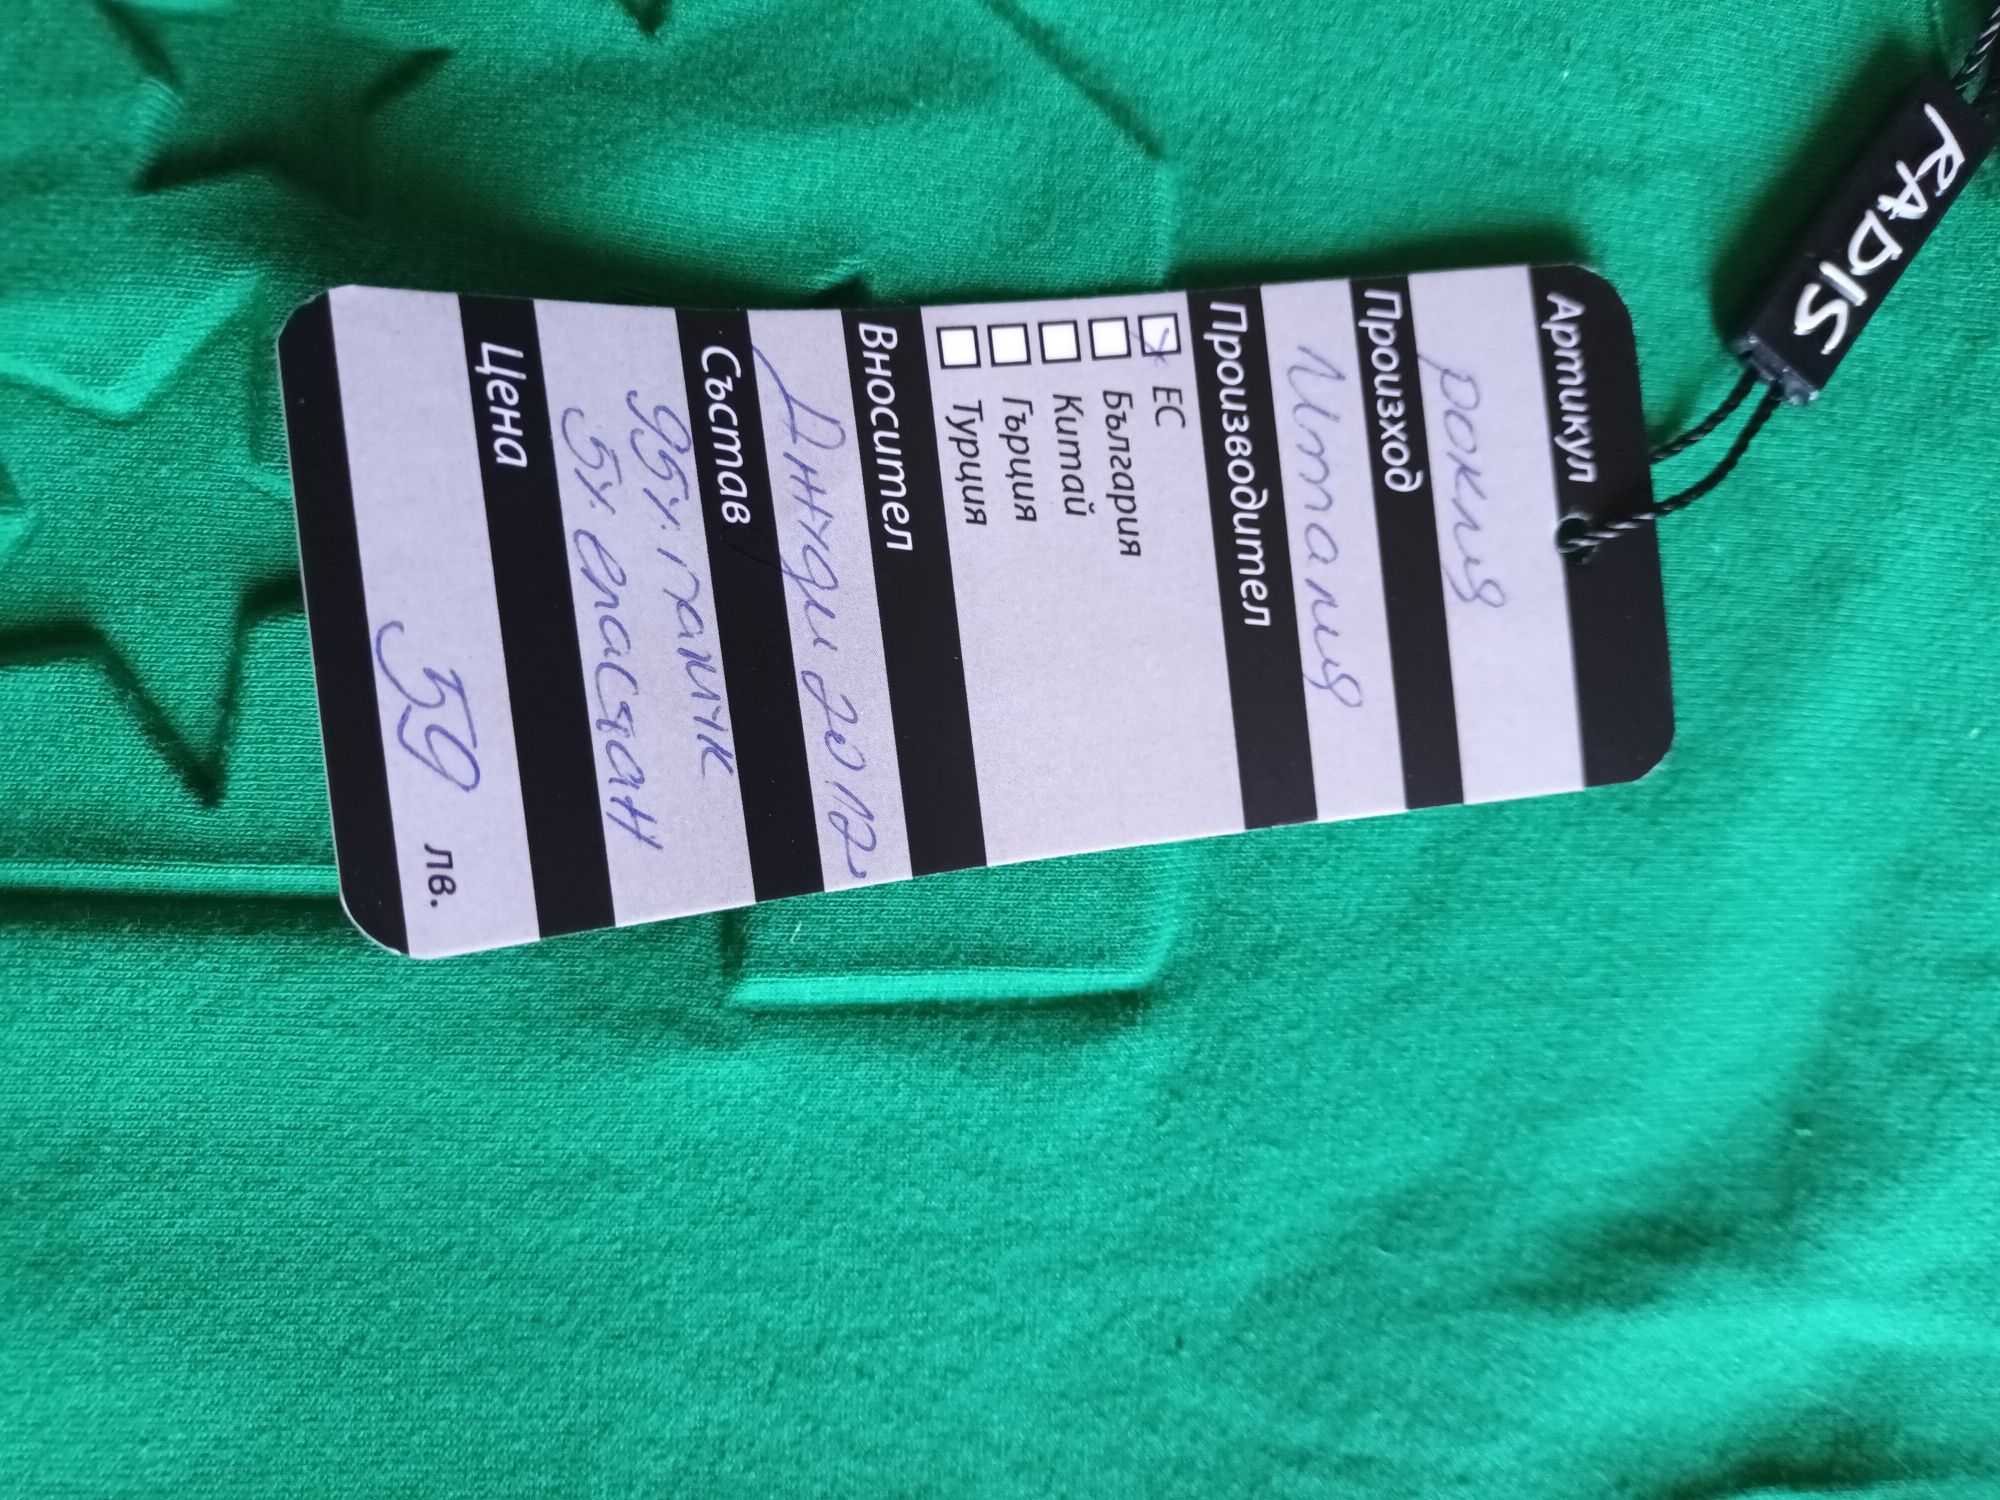 RADIS
Артикул
рокля
Произход
Италия
Производител
ЕС
България
Китай
Гърция
Турция
Вносител
Джуди 2012
Състав
95% памук
5% еластан
Цена
59 лв.